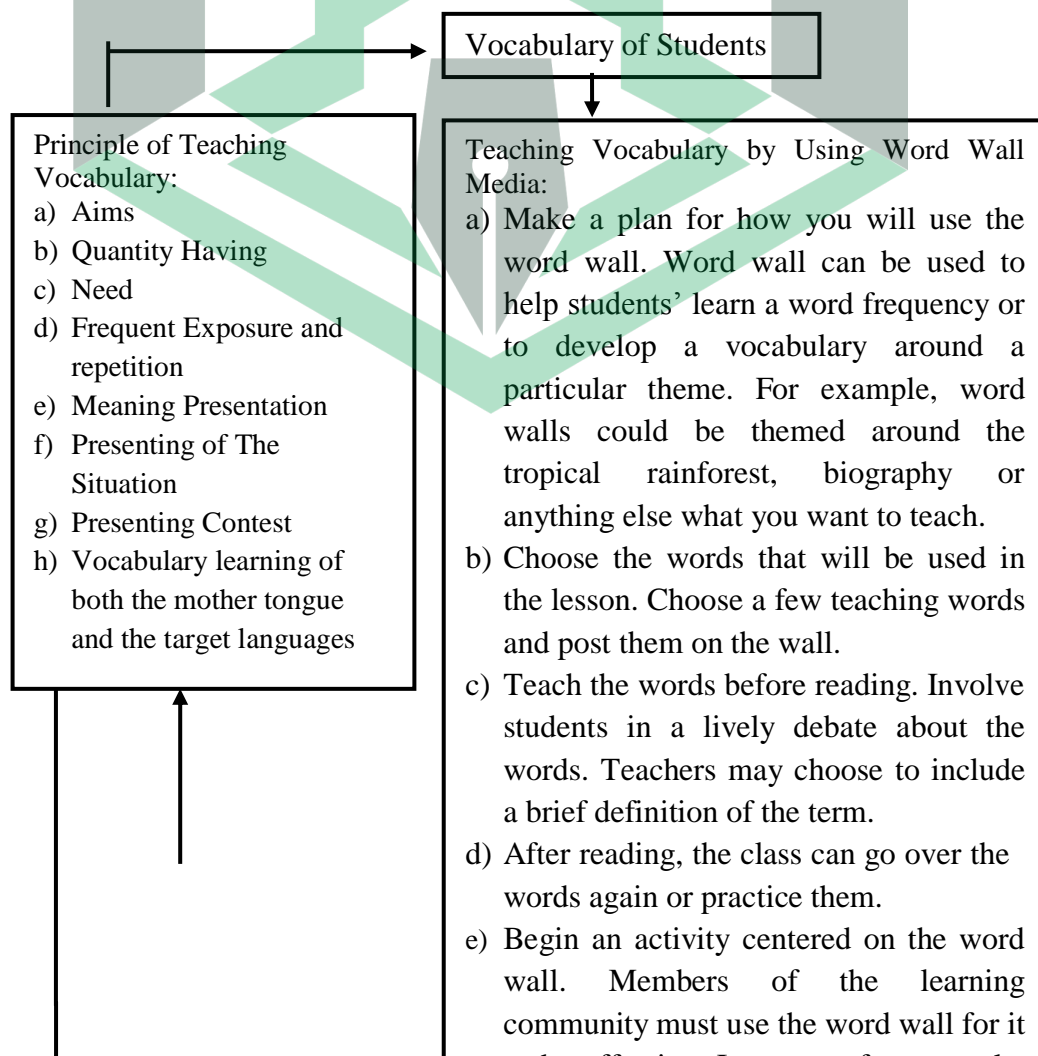 Vocabulary of Students
Principle of Teaching
Vocabulary:
a) Aims
b) Quantity Having
c) Need
d) Frequent Exposure and
repetition
e) Meaning Presentation
f) Presenting of The
Situation
g) Presenting Contest
h) Vocabulary learning of
both the mother tongue
and the target languages
Teaching Vocabulary by Using Word Wall
Media:
a) Make a plan for how you will use the
word wall. Word wall can be used to
help students’ learn a word frequency or
to develop a vocabulary around a
particular theme. For example, word
walls could be themed around the
tropical rainforest, biography or
anything else what you want to teach.
b) Choose the words that will be used in
the lesson. Choose a few teaching words
and post them on the wall.
c) Teach the words before reading. Involve
students in a lively debate about the
words. Teachers may choose to include
a brief definition of the term.
d) After reading, the class can go over the
words again or practice them.
e) Begin an activity centered on the word
wall. Members of the learning
community must use the word wall for it